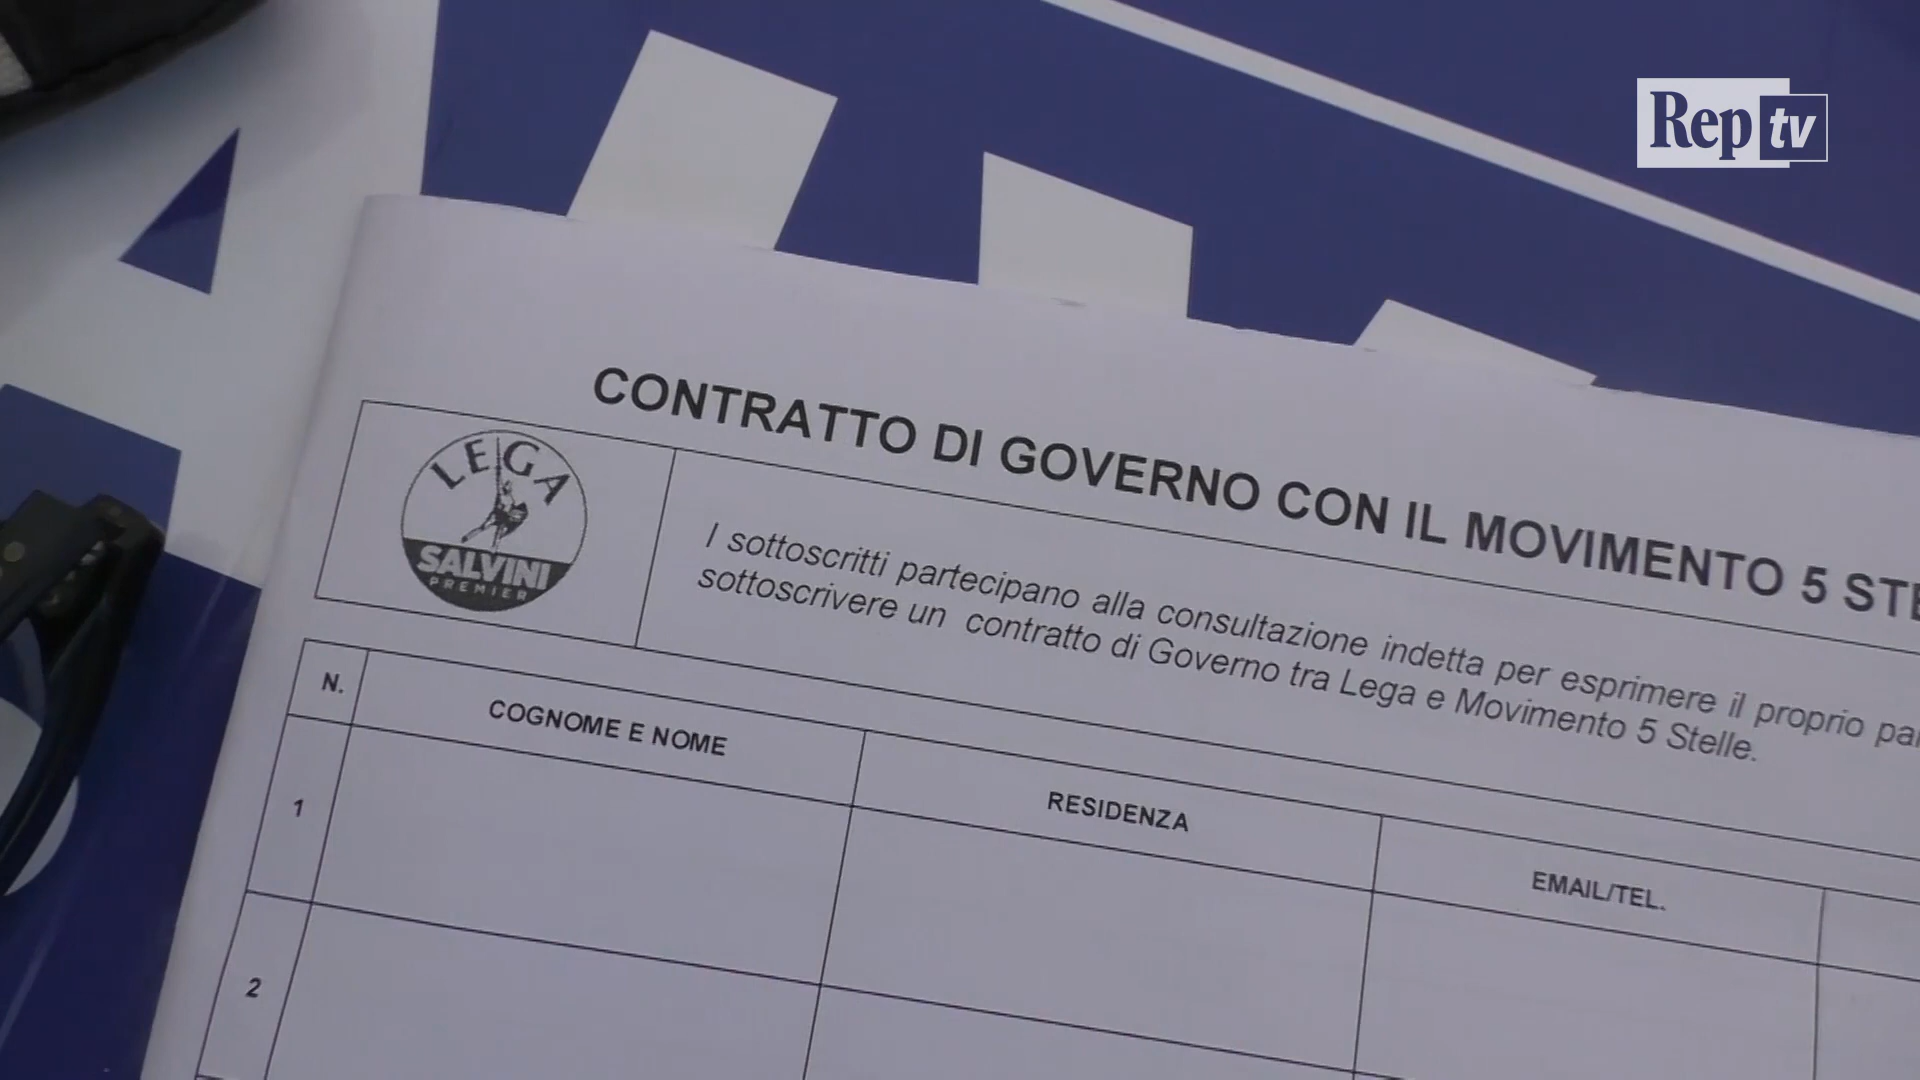 Rep tv
CONTRATTO DI GOVERNO CON IL MOVIMENTO 5
LEGA
SALVINI
PREMIER
I sottoscritti partecipano alla consultazione indetta per esprimere il proprio
sottoscrivere un contratto di Governo tra Lega e Movimento 5 Stelle.
N.
COGNOME E NOME
RESIDENZA
EMAIL/TEL.
1
2